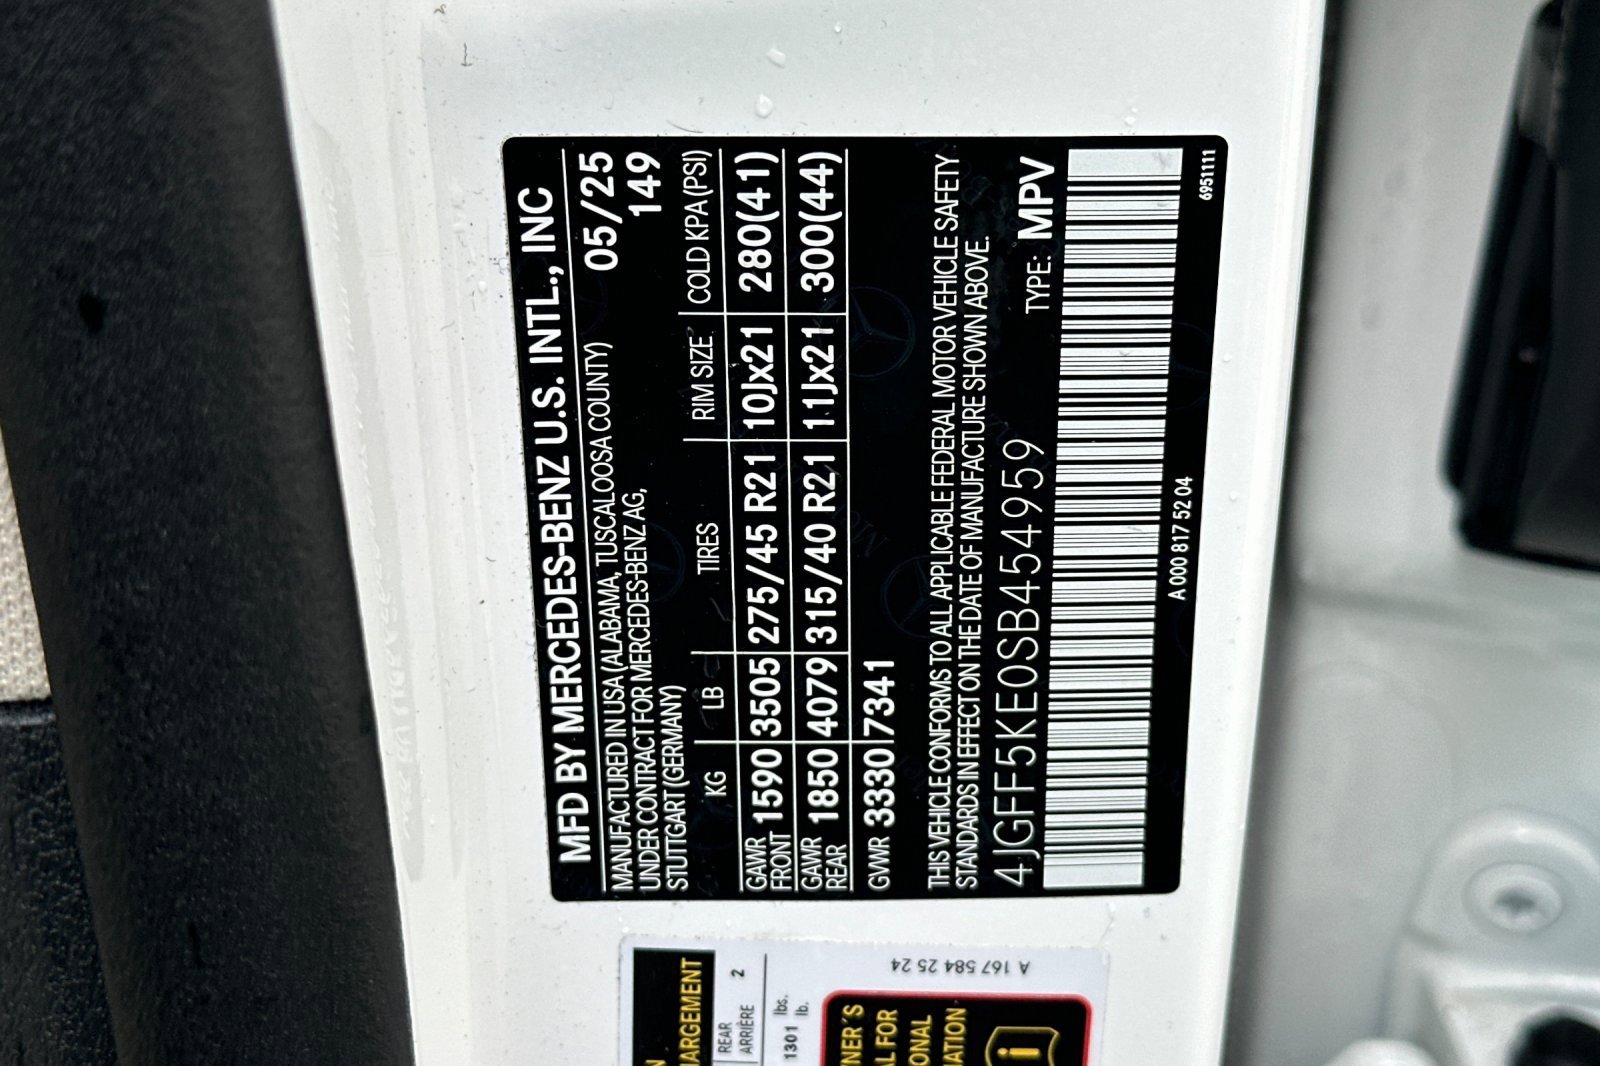 MFD BY MERCEDES-BENZ U.S. INTL., INC
MANUFACTURED IN USA (ALABAMA, TUSCALOOSA COUNTY) 05/25
UNDER CONTRACT FOR MERCEDES-BENZ AG, 149
STUTTGART (GERMANY)
KG LB TIRES RIM SIZE COLD KPA (PSI)
GAWR FRONT 1590 3505 275/45 R21 10Jx21 280(41)
GAWR REAR 1850 4079 315/40 R21 11Jx21 300(44)
GVWR 3330 7341
THIS VEHICLE CONFORMS TO ALL APPLICABLE FEDERAL MOTOR VEHICLE SAFETY
STANDARDS IN EFFECT ON THE DATE OF MANUFACTURE SHOWN ABOVE.
4JGFF5KE0SB454959 TYPE: MPV
A 000 817 52 04 6951111
REAR
ARRIÈRE 2
1301 lbs.
lb.
A 167 584 25 24